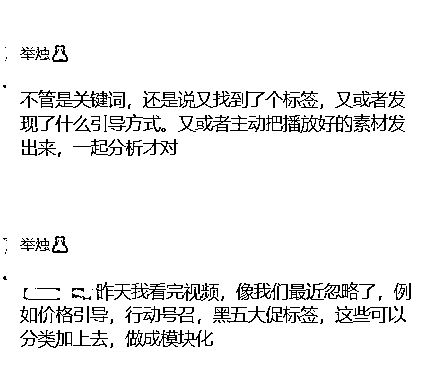 举烛
不管是关键词，还是说又找到了个标签，又或者发
现了什么引导方式。又或者主动把播放好的素材发
出来，一起分析才对
举烛
昨天我看完视频，像我们最近忽略了，例
如价格引导，行动号召，黑五大促标签，这些可以
分类加上去，做成模块化